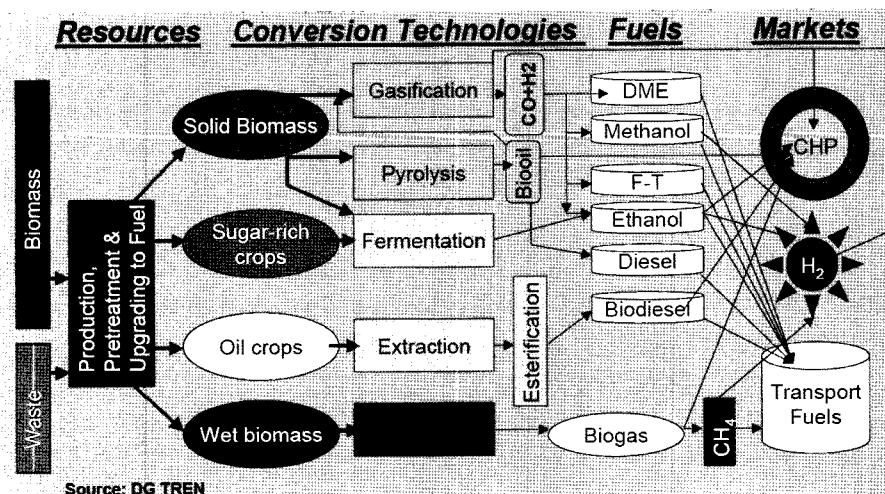 Resources Conversion Technologies Fuels Markets
Biomass
Waste
Production,
Pretreatment &
Upgrading to Fuel
Solid Biomass
Sugar-rich
crops
Oil crops
Wet biomass
Gasification
Pyrolysis
Fermentation
Extraction
Esterification
CO+H2
Biooil
DME
Methanol
F-T
Ethanol
Diesel
Biodiesel
Biogas
CH4
CHP
H2
Transport
Fuels
Source: DG TREN